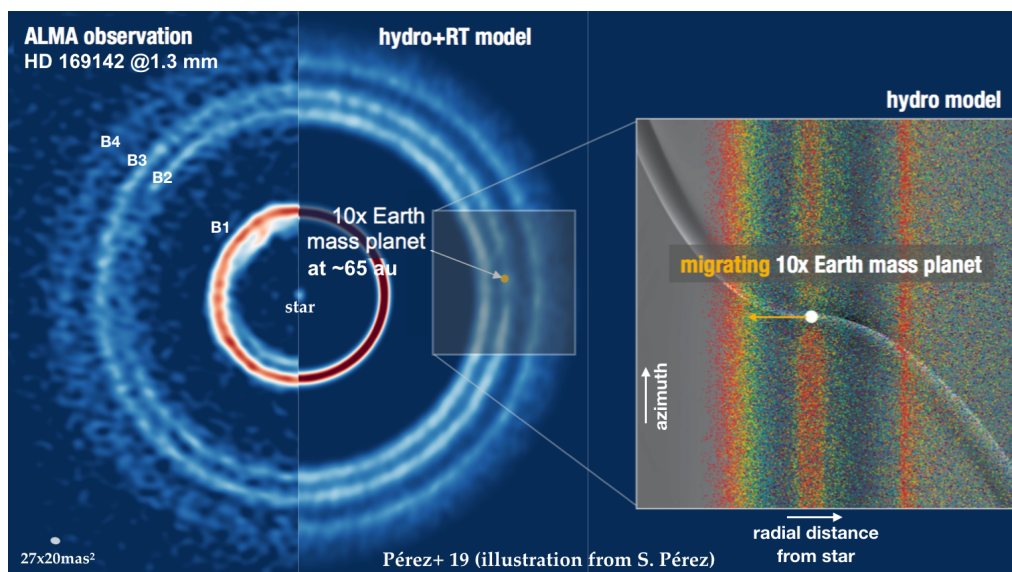 ALMA observation
HD 169142 @1.3 mm
hydro+RT model
hydro model
B4
B3
B2
B1
10x Earth
mass planet
at ~65 au
star
migrating 10x Earth mass planet
azimuth
radial distance
from star
27x20mas²
Pérez+ 19 (illustration from S. Pérez)